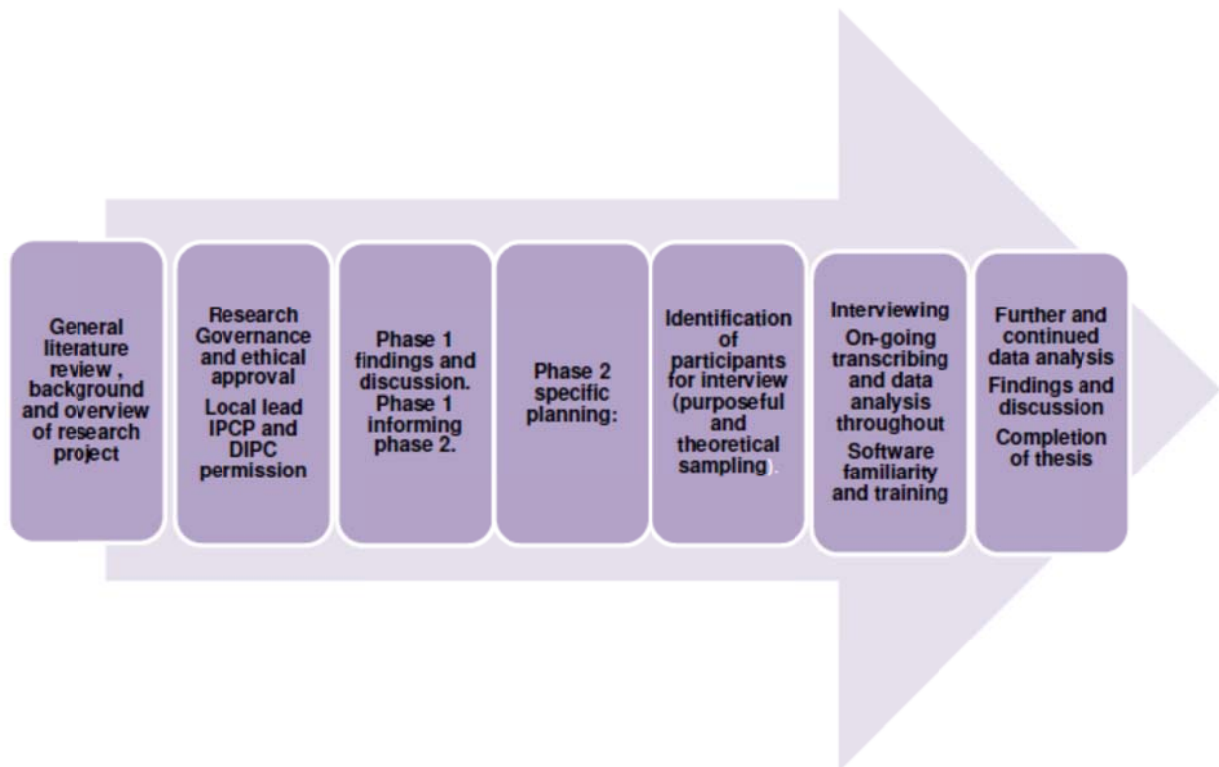 General
literature
review ,
background
and overview
of research
project
Research
Governance
and ethical
approval
Local lead
IPCP and
DIPC
permission
Phase 1
findings and
discussion.
Phase 1
informing
phase 2.
Phase 2
specific
planning:
Identification
of
participants
for interview
(purposeful
and
theoretical
sampling).
Interviewing
On-going
transcribing
and data
analysis
throughout
Software
familiarity
and training
Further and
continued
data analysis
Findings and
discussion
Completion
of thesis